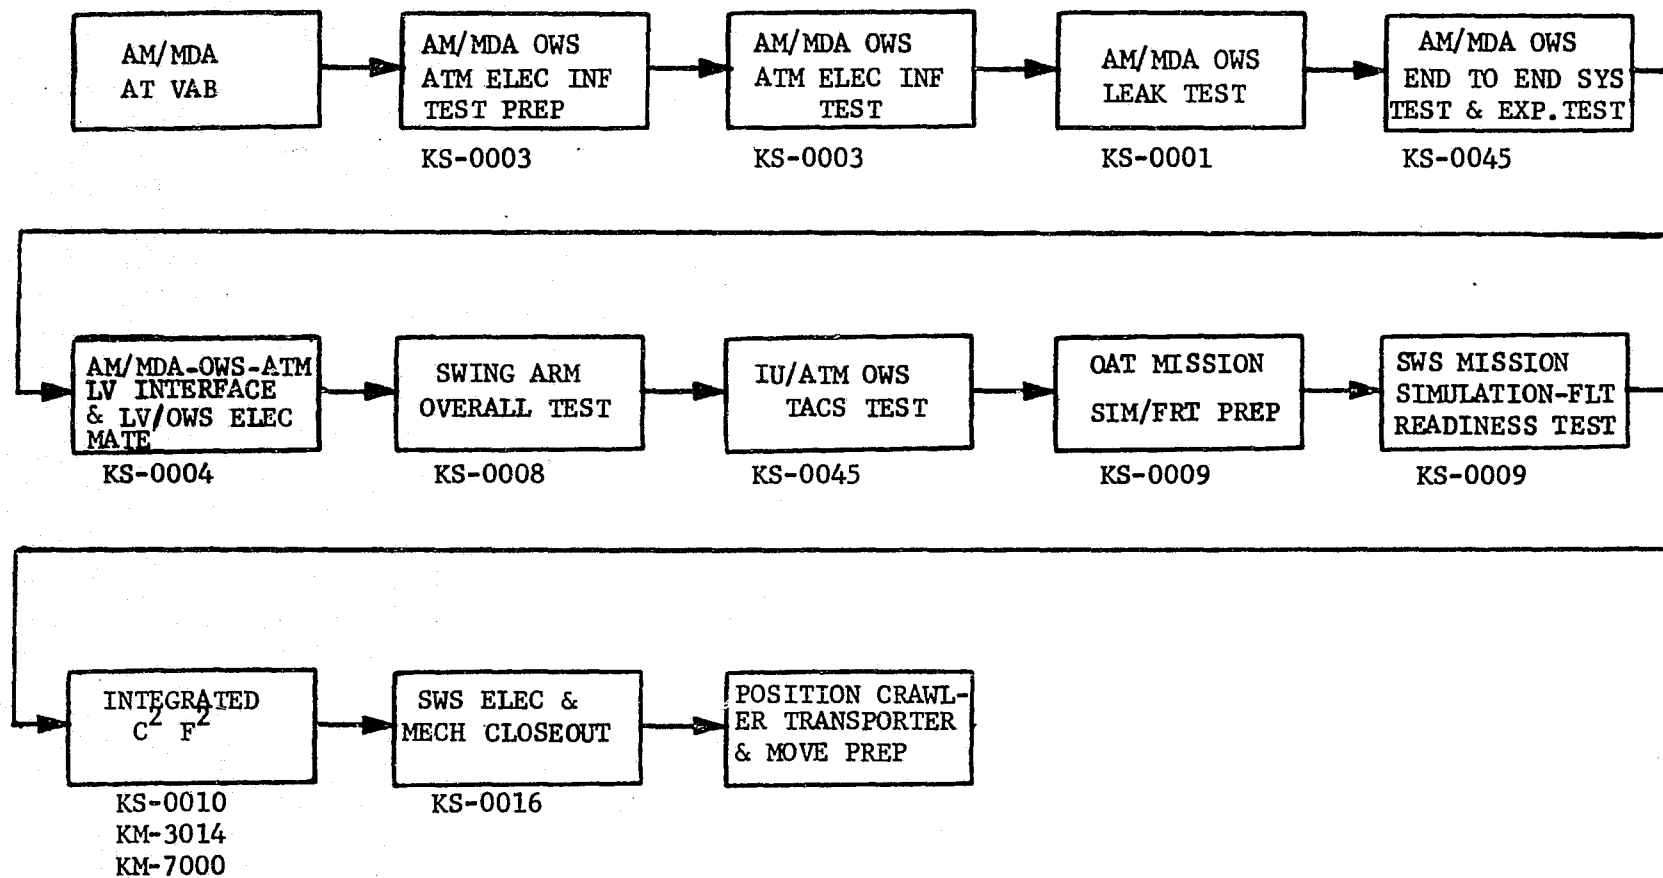 AM/MDA
AT VAB
AM/MDA OWS
ATM ELEC INF
TEST PREP
KS-0003
AM/MDA OWS
ATM ELEC INF
TEST
KS-0003
AM/MDA OWS
LEAK TEST
KS-0001
AM/MDA OWS
END TO END SYS
TEST & EXP.TEST
KS-0045
AM/MDA-OWS-ATM
LV INTERFACE
& LV/OWS ELEC
MATE
KS-0004
SWING ARM
OVERALL TEST
KS-0008
IU/ATM OWS
TACS TEST
KS-0045
OAT MISSION
SIM/FRT PREP
KS-0009
SWS MISSION
SIMULATION-FLT
READINESS TEST
KS-0009
INTEGRATED
C² F²
KS-0010
KM-3014
KM-7000
SWS ELEC &
MECH CLOSEOUT
KS-0016
POSITION CRAWL-
ER TRANSPORTER
& MOVE PREP